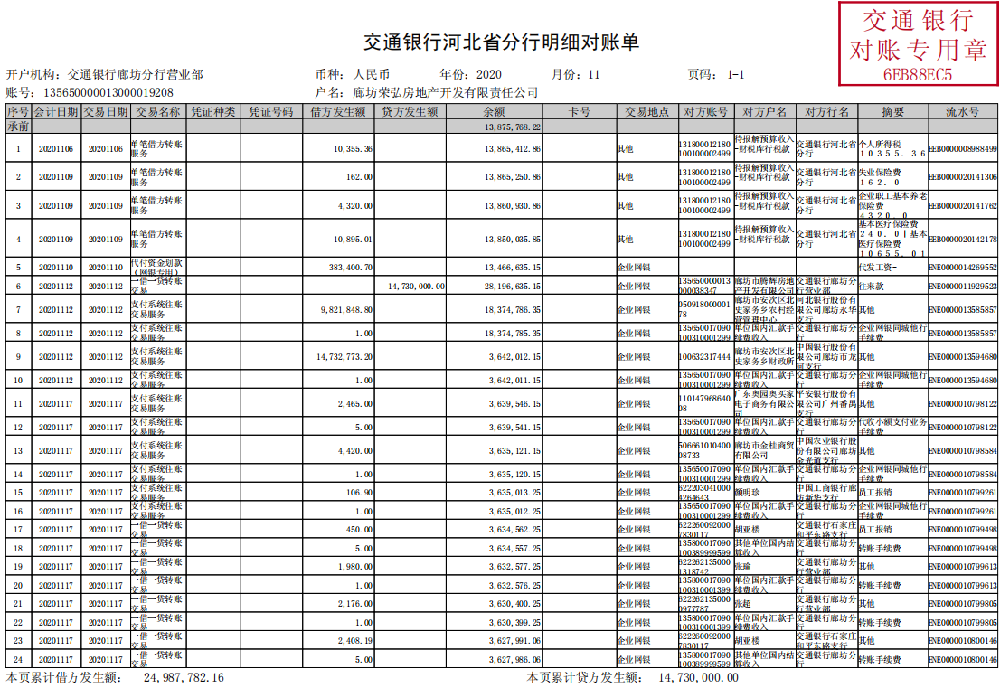 交通银行
对账专用章
6EB88EC5
交通银行河北省分行明细对账单
开户机构：交通银行廊坊分行营业部 币种：人民币 年份：2020 月份：11 页码：1-1
账号：135650000013000019208 户名：廊坊荣弘房地产开发有限责任公司
序号 会计日期 交易日期 交易名称 凭证种类 凭证号码 借方发生额 贷方发生额 余额 卡号 交易地点 对方账号 对方户名 对方行名 摘要 流水号
承前 13,875,768.22
1 20201106 20201106 单笔借方转账服务 10,355.36 13,865,412.86 其他 131800012180100100002499 待报解预算收入-财税库行税款 交通银行河北省分行 个人所得税 10355.36 EEB0000008988499
2 20201109 20201109 单笔借方转账服务 162.00 13,865,250.86 其他 131800012180100100002499 待报解预算收入-财税库行税款 交通银行河北省分行 失业保险费 162.0 EEB0000020141306
3 20201109 20201109 单笔借方转账服务 4,320.00 13,860,930.86 其他 131800012180100100002499 待报解预算收入-财税库行税款 交通银行河北省分行 企业职工基本养老保险费 4320.0 EEB0000020141762
4 20201109 20201109 单笔借方转账服务 10,895.01 13,850,035.85 其他 131800012180100100002499 待报解预算收入-财税库行税款 交通银行河北省分行 基本医疗保险费 240.0|基本医疗保险费 10655.01 EEB0000020142178
5 20201110 20201110 代付资金划款（网银专用） 383,400.70 13,466,635.15 企业网银 代发工资- ENE0000014269552
6 20201112 20201112 一借一贷转账交易 14,730,000.00 28,196,635.15 企业网银 135650000013000038347 廊坊市腾辉房地产开发有限公司 交通银行廊坊分行营业部 往来款 ENE0000011929523
7 20201112 20201112 支付系统往账交易服务 9,821,848.80 18,374,786.35 企业网银 05091800000178 廊坊市安次区北史家务乡农村经营管理中心 河北银行股份有限公司廊坊永华支行 其他 ENE0000013585857
8 20201112 20201112 支付系统往账交易服务 1.00 18,374,785.35 企业网银 135650017090100310001299 单位国内汇款手续费收入 交通银行廊坊分行 企业网银同城他行手续费 ENE0000013585857
9 20201112 20201112 支付系统往账交易服务 14,732,773.20 3,642,012.15 企业网银 100632317444 廊坊市安次区北史家务乡财政所 中国银行股份有限公司廊坊市龙河支行 其他 ENE0000013594680
10 20201112 20201112 支付系统往账交易服务 1.00 3,642,011.15 企业网银 135650017090100310001299 单位国内汇款手续费收入 交通银行廊坊分行 企业网银同城他行手续费 ENE0000013594680
11 20201117 20201117 支付系统往账交易服务 2,465.00 3,639,546.15 企业网银 11014796864008 广东奥园奥买家电子商务有限公司 平安银行股份有限公司广州番禺支行 其他 ENE0000010798122
12 20201117 20201117 支付系统往账交易服务 5.00 3,639,541.15 企业网银 135650017090100310001299 单位国内汇款手续费收入 交通银行廊坊分行 代收小额支付业务手续费 ENE0000010798122
13 20201117 20201117 支付系统往账交易服务 4,420.00 3,635,121.15 企业网银 50666101040008733 廊坊市金桂商贸有限公司 中国农业银行股份有限公司廊坊金光道支行 其他 ENE0000010798584
14 20201117 20201117 支付系统往账交易服务 1.00 3,635,120.15 企业网银 135650017090100310001299 单位国内汇款手续费收入 交通银行廊坊分行 企业网银同城他行手续费 ENE0000010798584
15 20201117 20201117 支付系统往账交易服务 106.90 3,635,013.25 企业网银 6222030410004264643 颜明珍 中国工商银行廊坊新华支行 员工报销 ENE0000010799261
16 20201117 20201117 支付系统往账交易服务 1.00 3,635,012.25 企业网银 135650017090100310001299 单位国内汇款手续费收入 交通银行廊坊分行 企业网银同城他行手续费 ENE0000010799261
17 20201117 20201117 一借一贷转账交易 450.00 3,634,562.25 企业网银 6222600920007830117 胡亚楼 交通银行石家庄和平东路支行 员工报销 ENE0000010799498
18 20201117 20201117 一借一贷转账交易 5.00 3,634,557.25 企业网银 135800017090100389999599 其他单位国内结算收入 交通银行廊坊分行 转账手续费 ENE0000010799498
19 20201117 20201117 一借一贷转账交易 1,980.00 3,632,577.25 企业网银 6222621350001318742 张瑜 交通银行廊坊分行营业部 其他 ENE0000010799613
20 20201117 20201117 一借一贷转账交易 1.00 3,632,576.25 企业网银 135800017090100310001399 单位国内汇款手续费收入 交通银行廊坊分行 转账手续费 ENE0000010799613
21 20201117 20201117 一借一贷转账交易 2,176.00 3,630,400.25 企业网银 6222621350000977787 张超 交通银行廊坊分行营业部 其他 ENE0000010799805
22 20201117 20201117 一借一贷转账交易 1.00 3,630,399.25 企业网银 135800017090100310001399 单位国内汇款手续费收入 交通银行廊坊分行 转账手续费 ENE0000010799805
23 20201117 20201117 一借一贷转账交易 2,408.19 3,627,991.06 企业网银 6222600920007830117 胡亚楼 交通银行石家庄和平东路支行 其他 ENE0000010800146
24 20201117 20201117 一借一贷转账交易 5.00 3,627,986.06 企业网银 135800017090100389999599 其他单位国内结算收入 交通银行廊坊分行 转账手续费 ENE0000010800146
本页累计借方发生额： 24,987,782.16 本页累计贷方发生额： 14,730,000.00